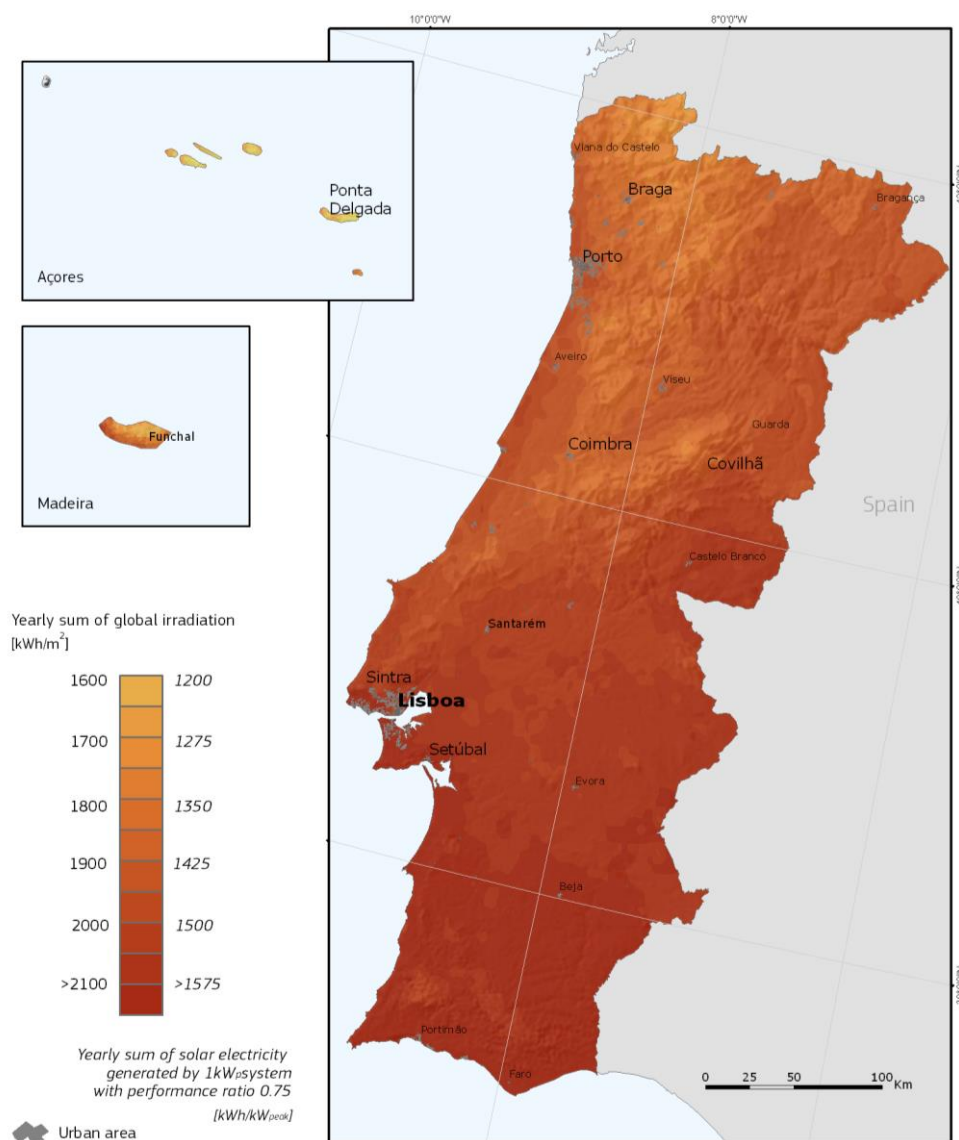 10°0'0"W
8°0'0"W
Viana do Castelo
Braga
Bragança
Porto
Ponta
Delgada
Açores
Aveiro
Viseu
Guarda
Coimbra
Covilhã
Funchal
Madeira
Spain
Castelo Branco
Yearly sum of global irradiation
[kWh/m²]
Santarém
1600 1200
Sintra
Lisboa
1700 1275
Setúbal
Evora
1800 1350
1900 1425
Beja
2000 1500
>2100 >1575
Portimão
Yearly sum of solar electricity
generated by 1kWpsystem
with performance ratio 0.75
[kWh/kWpeak]
Faro
0 25 50 100
Km
Urban area